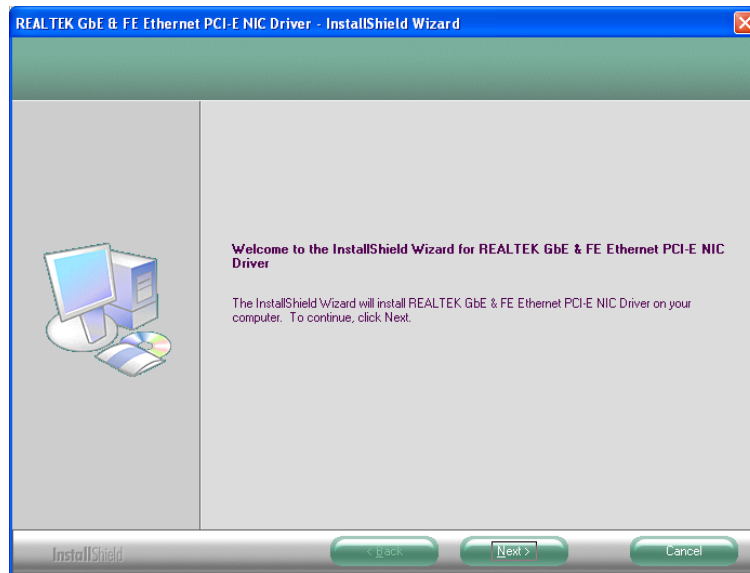 REALTEK GbE & FE Ethernet PCI-E NIC Driver - InstallShield Wizard
Welcome to the InstallShield Wizard for REALTEK GbE & FE Ethernet PCI-E NIC
Driver
The InstallShield Wizard will install REALTEK GbE & FE Ethernet PCI-E NIC Driver on your
computer. To continue, click Next.
InstallShield
< Back
Next >
Cancel